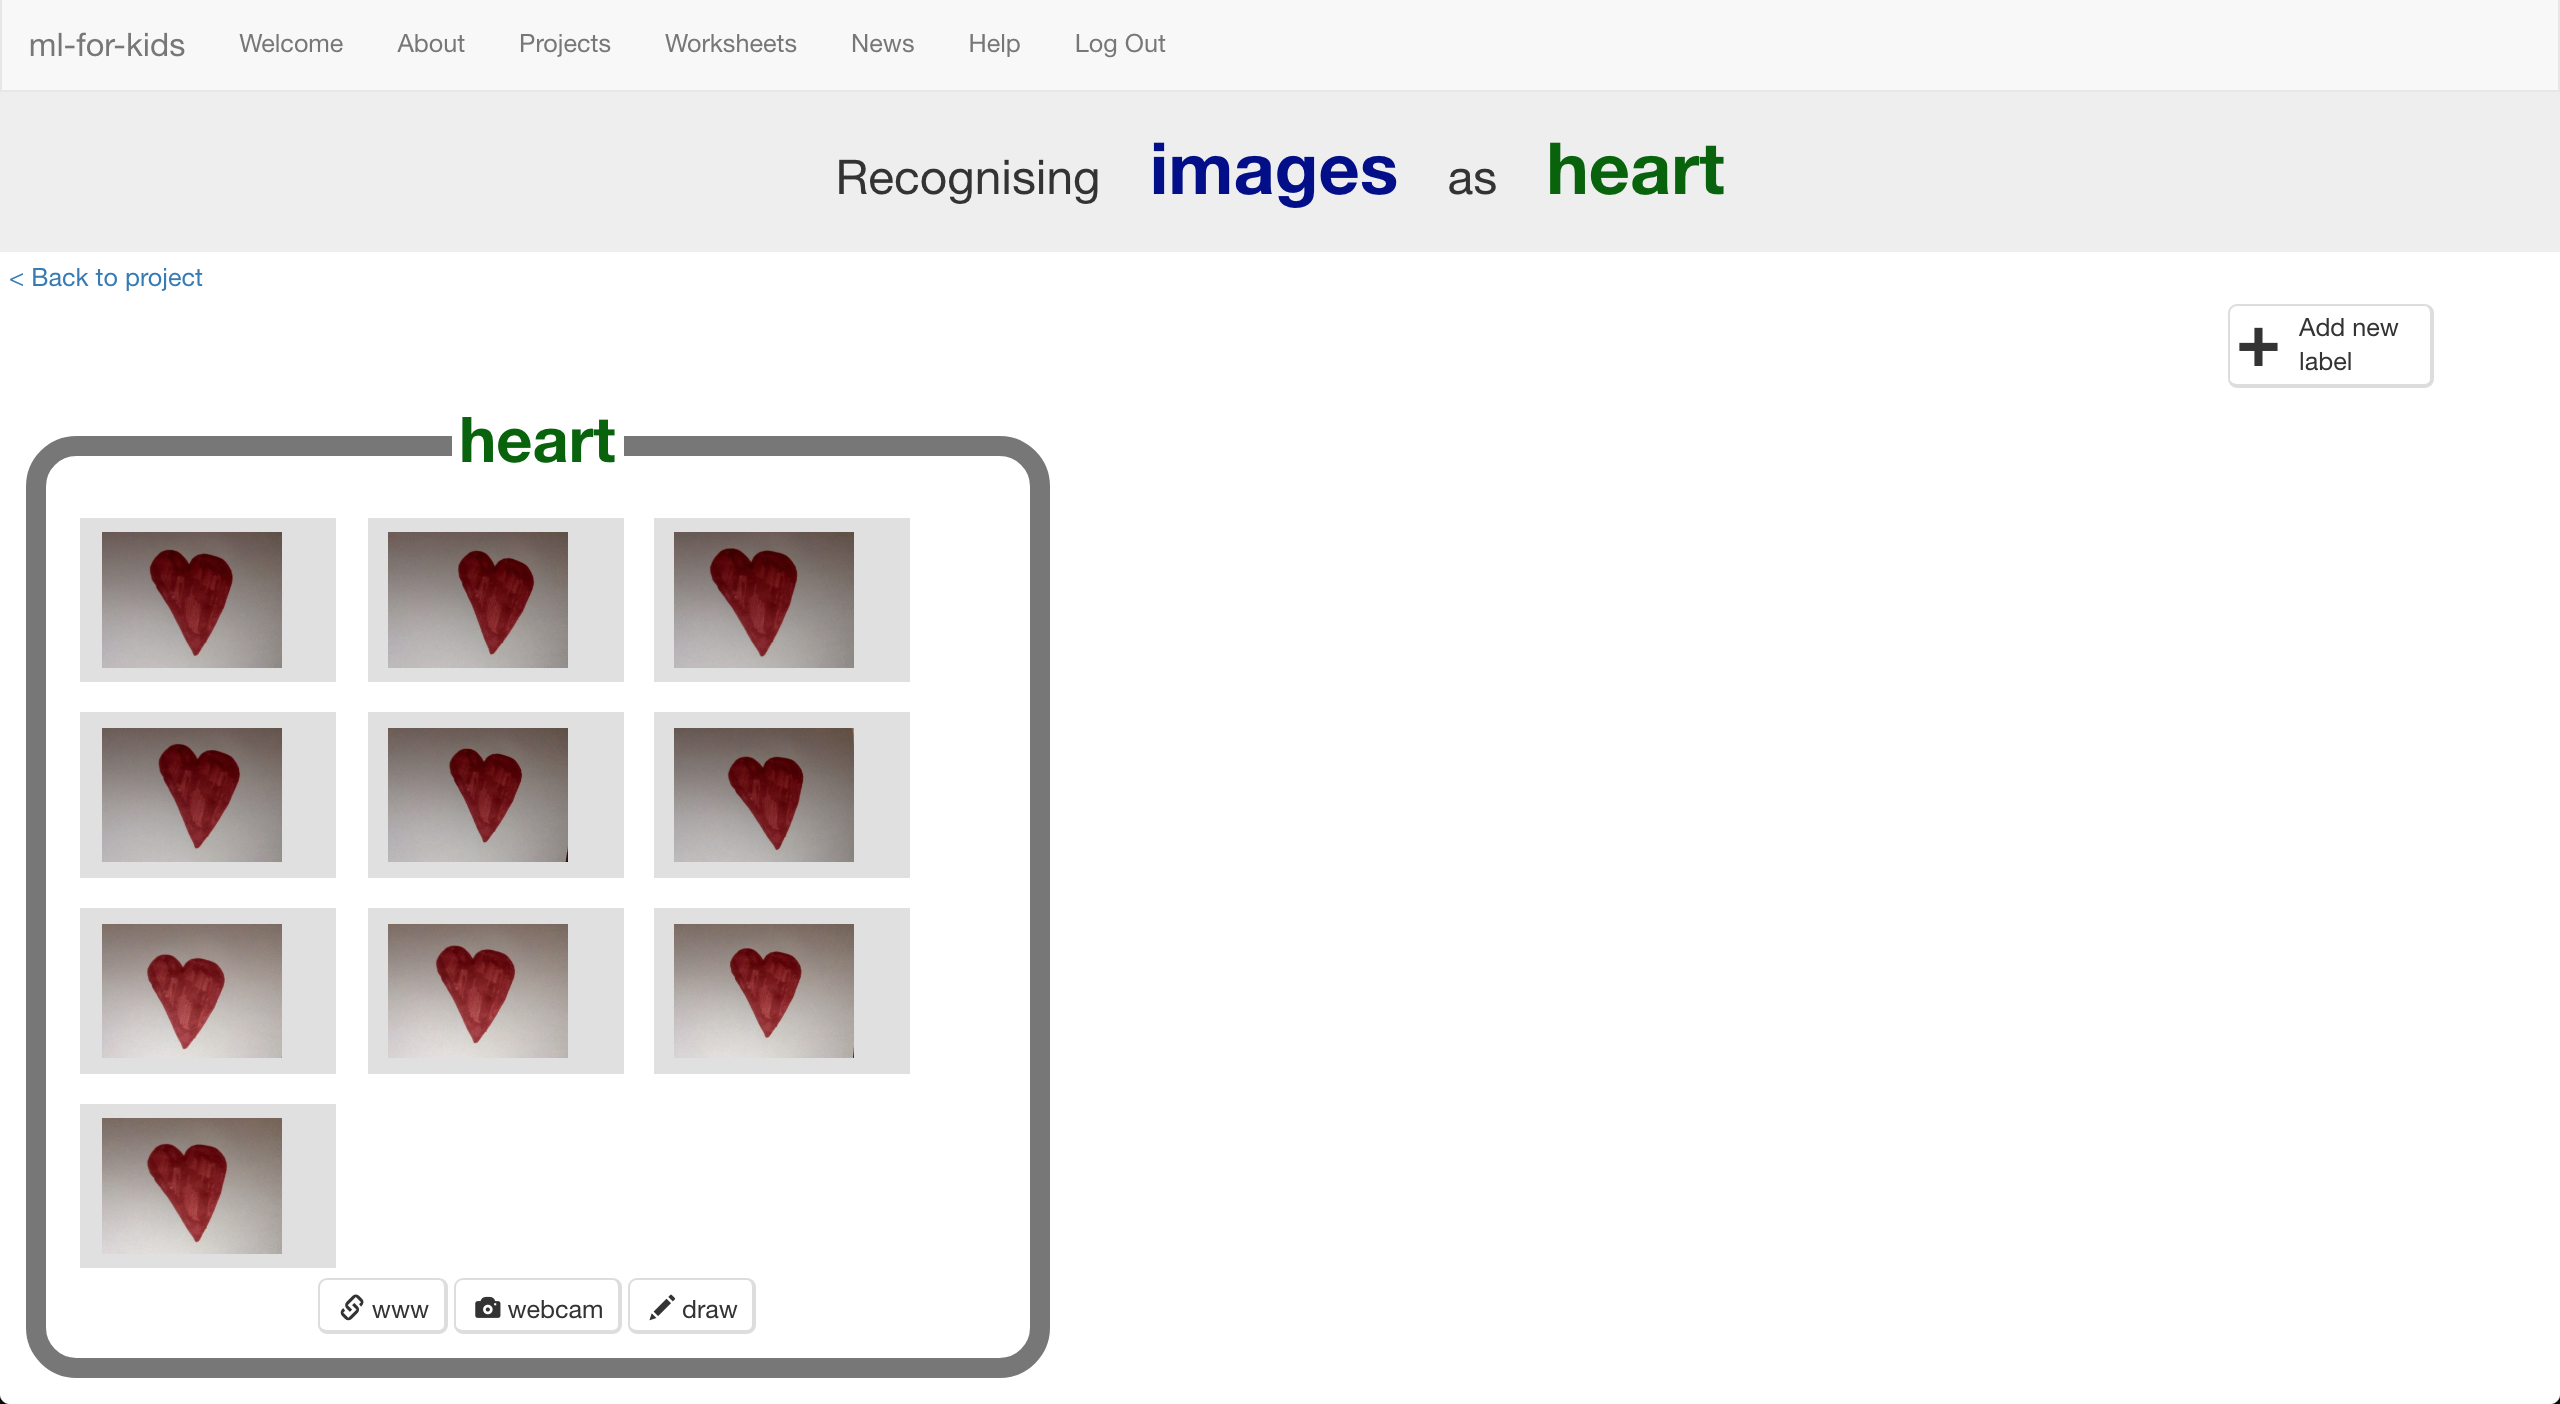 ml-for-kids Welcome About Projects Worksheets News Help Log Out
Recognising images as heart
< Back to project
Add new
label
heart
www webcam draw